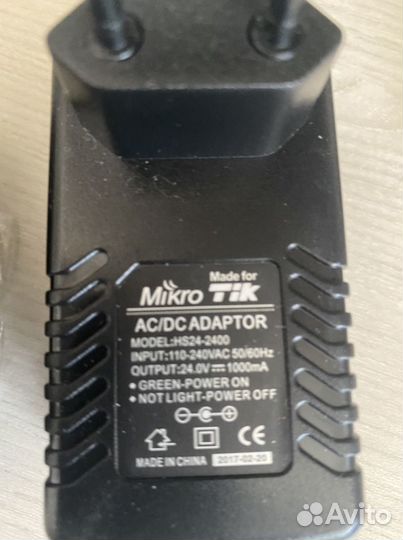 Made for
Mikro Tik
AC/DC ADAPTOR
MODEL:HS24-2400
INPUT:110-240VAC 50/60Hz
OUTPUT:24.0V⎓1000mA
• GREEN-POWER ON
• NOT LIGHT-POWER OFF
CE
MADE IN CHINA 2017-02-20
Avito